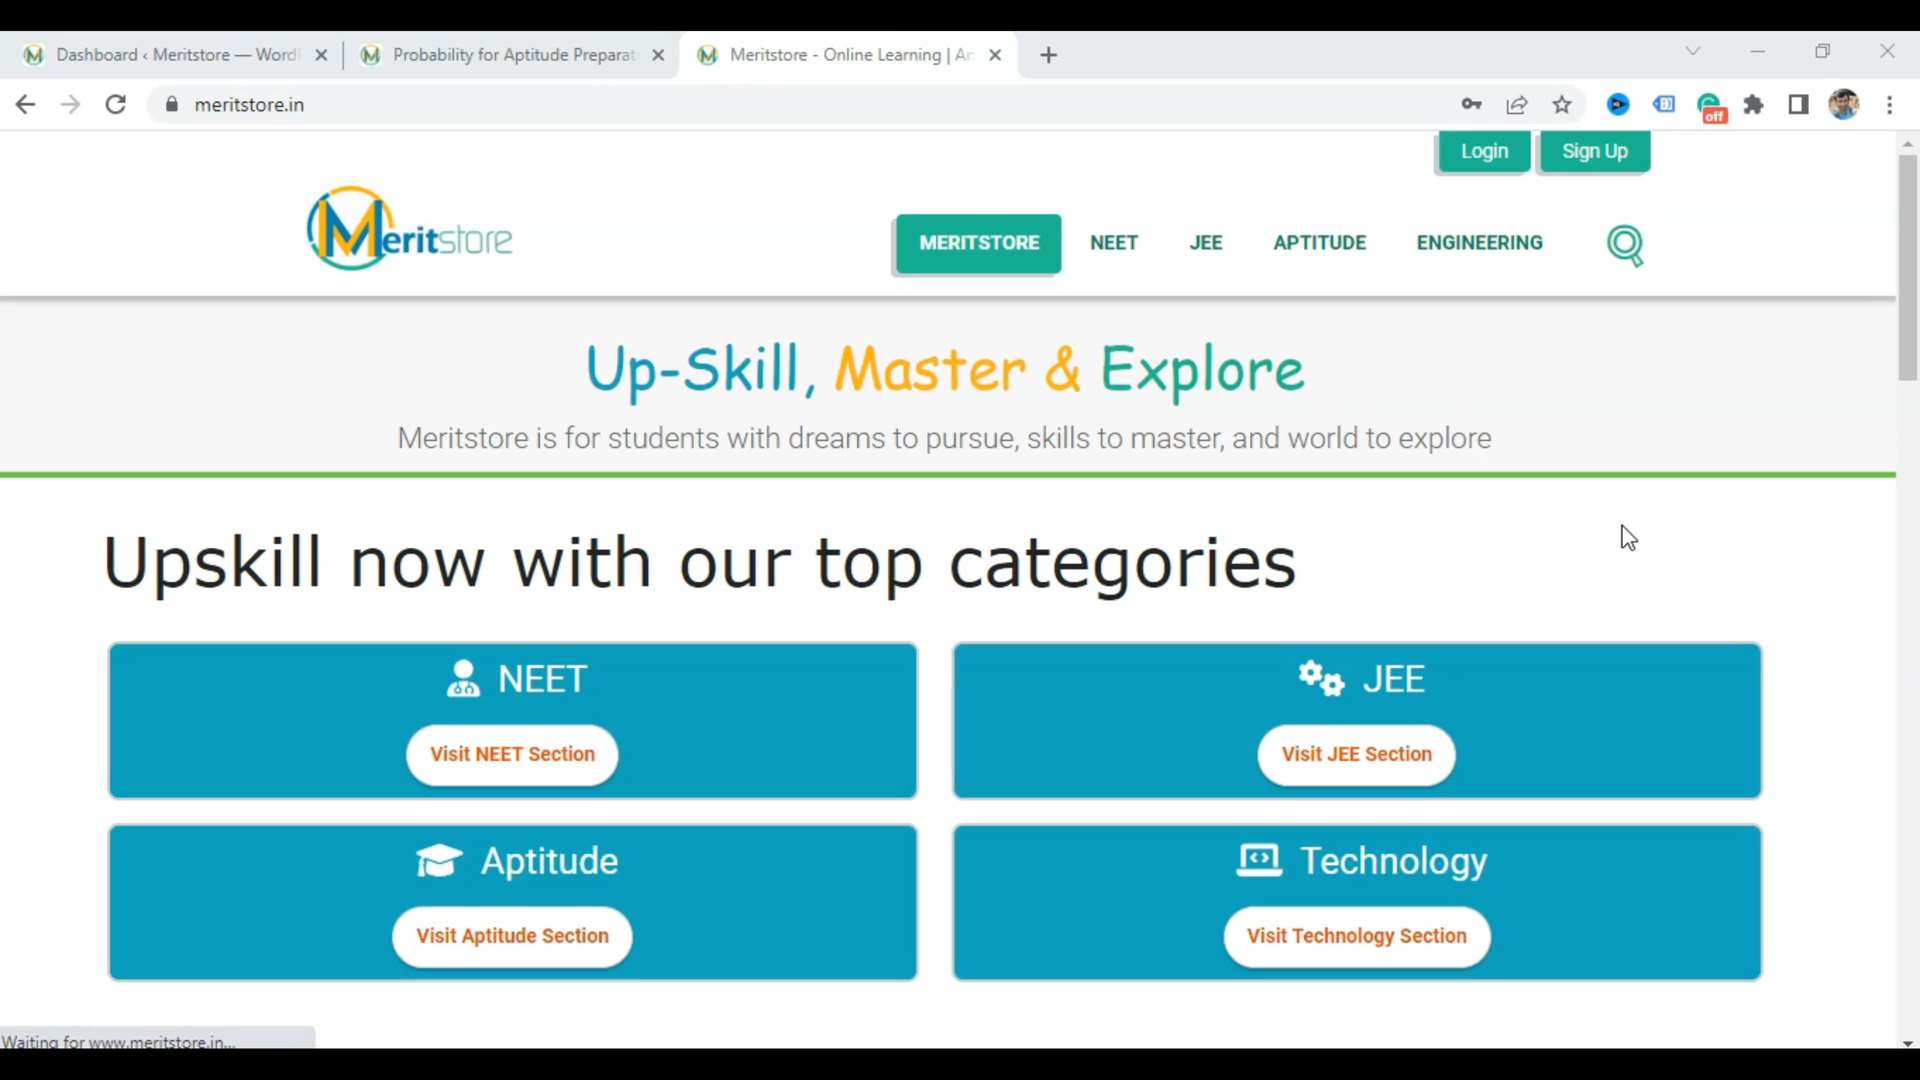 Dashboard ‹ Meritstore — Word
Probability for Aptitude Preparat
Meritstore - Online Learning | An
meritstore.in
off
Login
Sign Up
Meritstore
MERITSTORE
NEET
JEE
APTITUDE
ENGINEERING
Up-Skill, Master & Explore
Meritstore is for students with dreams to pursue, skills to master, and world to explore
Upskill now with our top categories
NEET
Visit NEET Section
JEE
Visit JEE Section
Aptitude
Visit Aptitude Section
Technology
Visit Technology Section
Waiting for www.meritstore.in...